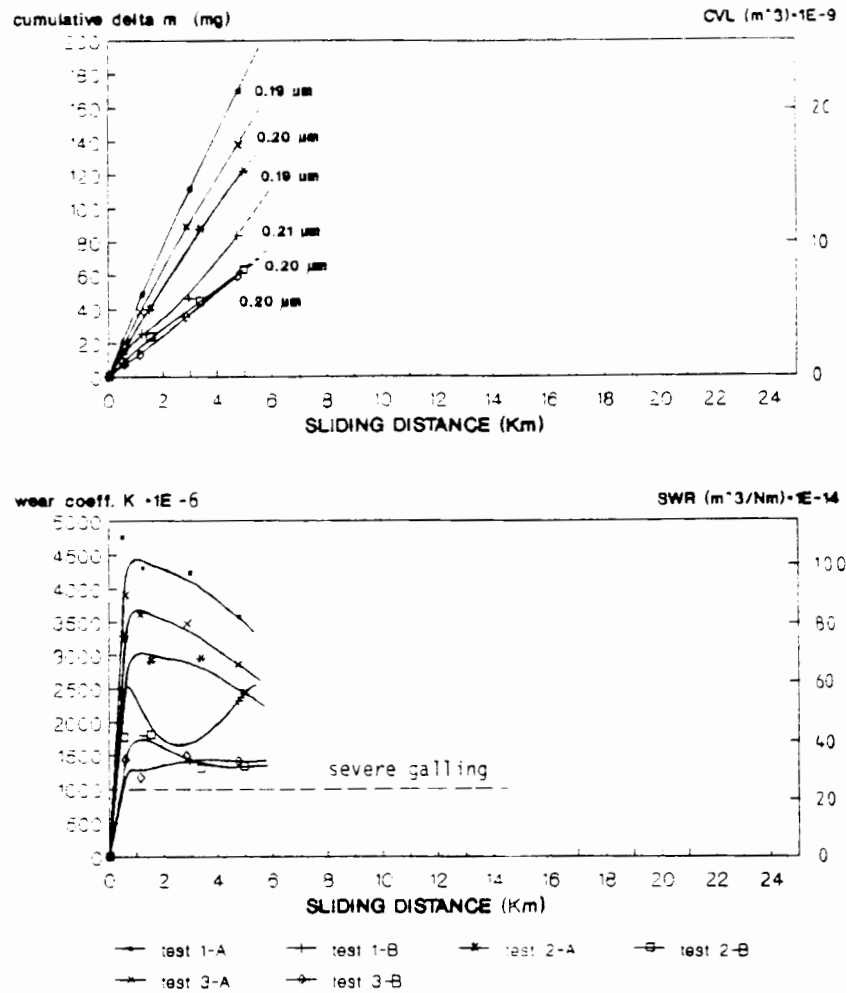 cumulative delta m (mg)
CVL (m^3)*1E-9
200
180
160
140
120
100
80
60
40
20
0
20
10
0
0.19 µm
0.20 µm
0.19 µm
0.21 µm
0.20 µm
0.20 µm
0 2 4 6 8 10 12 14 16 18 20 22 24
SLIDING DISTANCE (Km)
wear coeff. K *1E -6
SWR (m^3/Nm)*1E-14
5000
4500
4000
3500
3000
2500
2000
1500
1000
500
0
100
80
60
40
20
0
severe galling
0 2 4 6 8 10 12 14 16 18 20 22 24
SLIDING DISTANCE (Km)
test 1-A test 1-B test 2-A test 2-B
test 3-A test 3-B